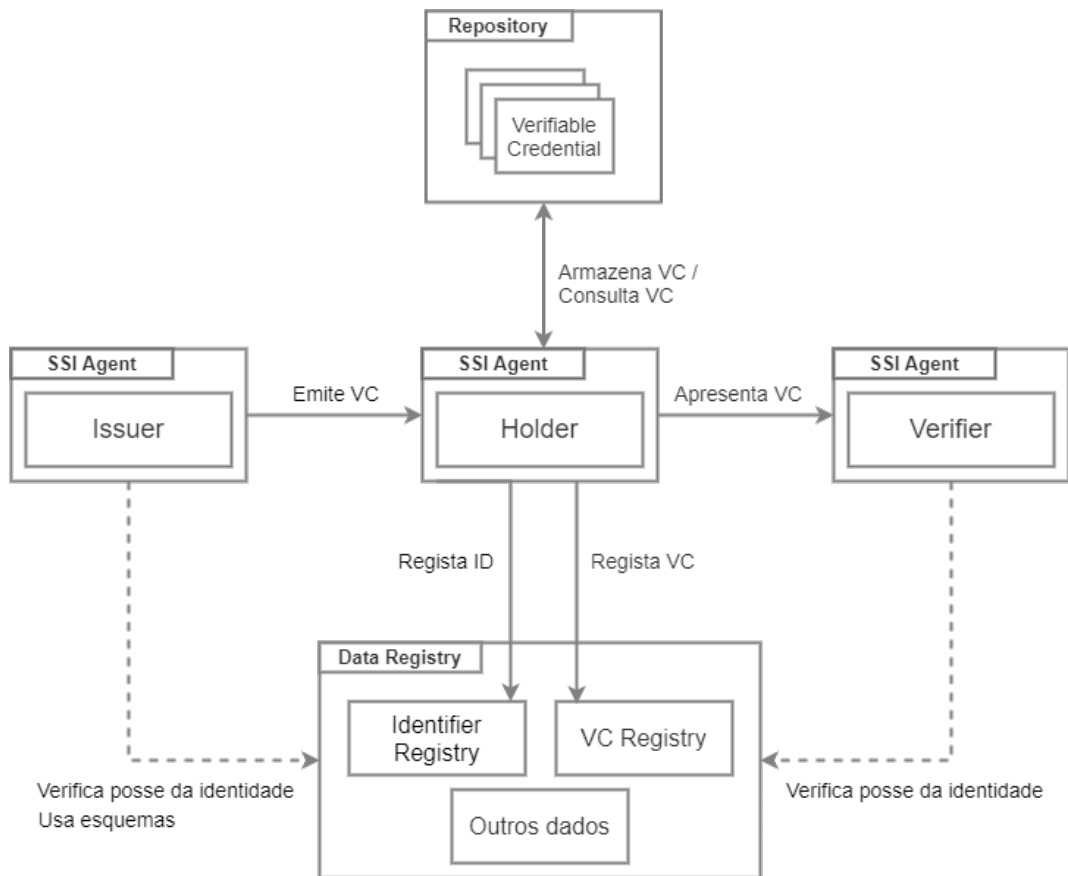 Repository
Verifiable
Credential
Armazena VC /
Consulta VC
SSI Agent
Issuer
Emite VC
SSI Agent
Holder
Apresenta VC
SSI Agent
Verifier
Regista ID
Regista VC
Data Registry
Identifier
Registry
VC Registry
Outros dados
Verifica posse da identidade
Usa esquemas
Verifica posse da identidade